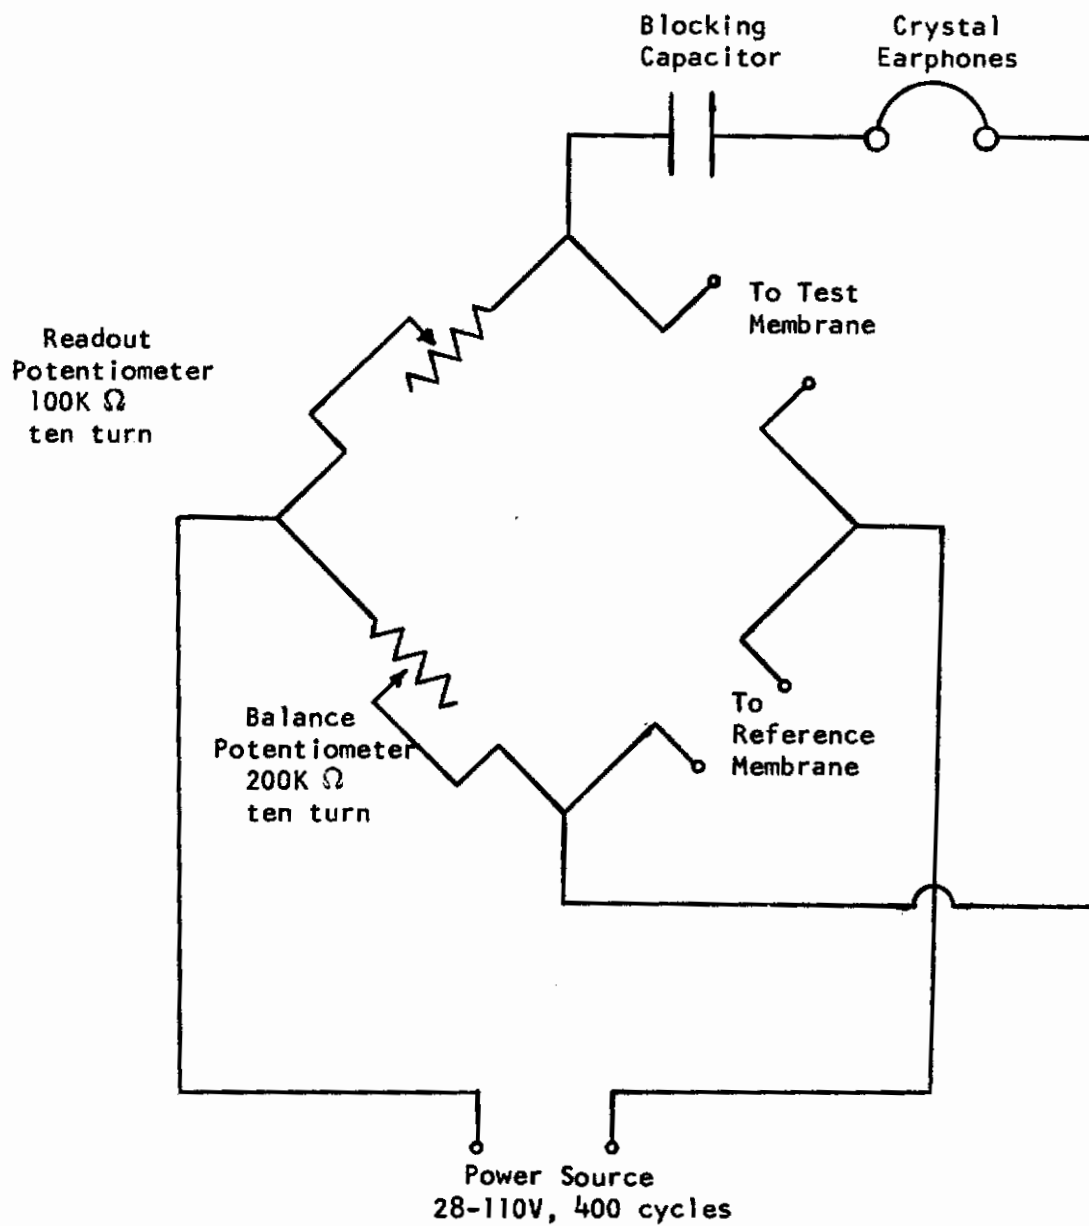 Blocking
Capacitor
Crystal
Earphones
To Test
Membrane
Readout
Potentiometer
100K Ω
ten turn
Balance
Potentiometer
200K Ω
ten turn
To
Reference
Membrane
Power Source
28-110V, 400 cycles